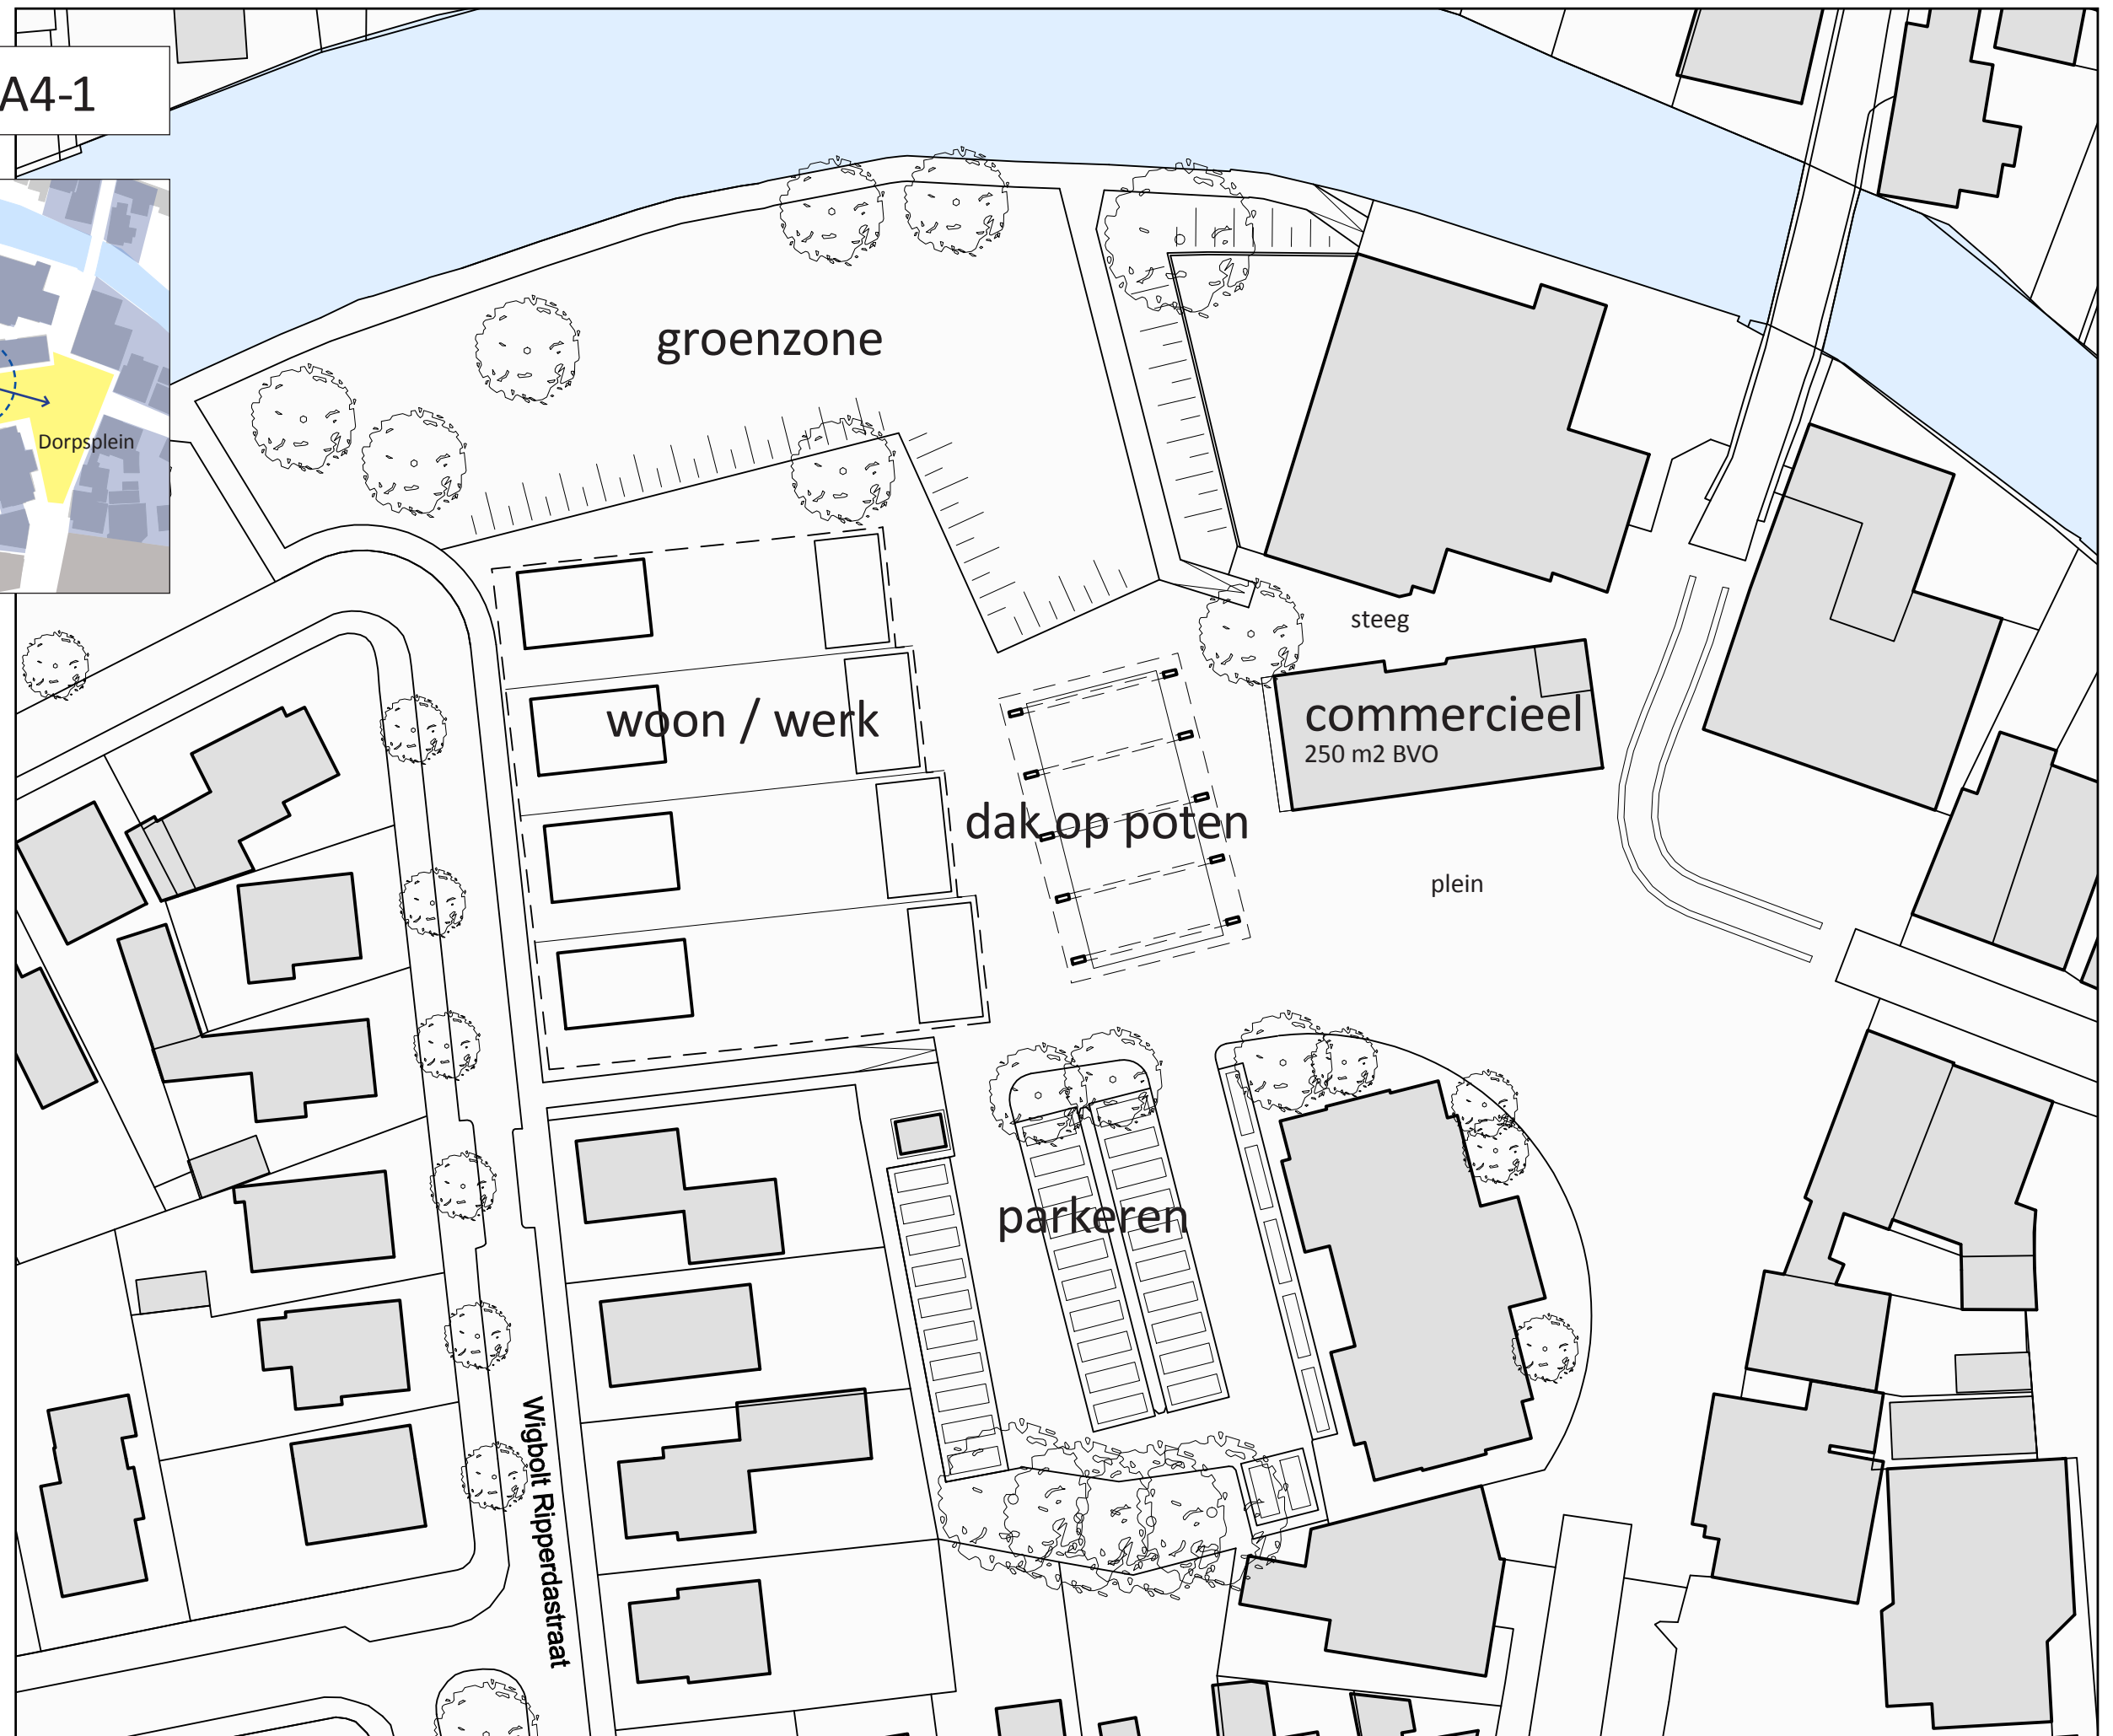 A4-1
Dorpsplein
groenzone
steeg
woon / werk
commercieel
250 m2 BVO
dak op poten
plein
parkeren
Wigbolt Ripperdastraat